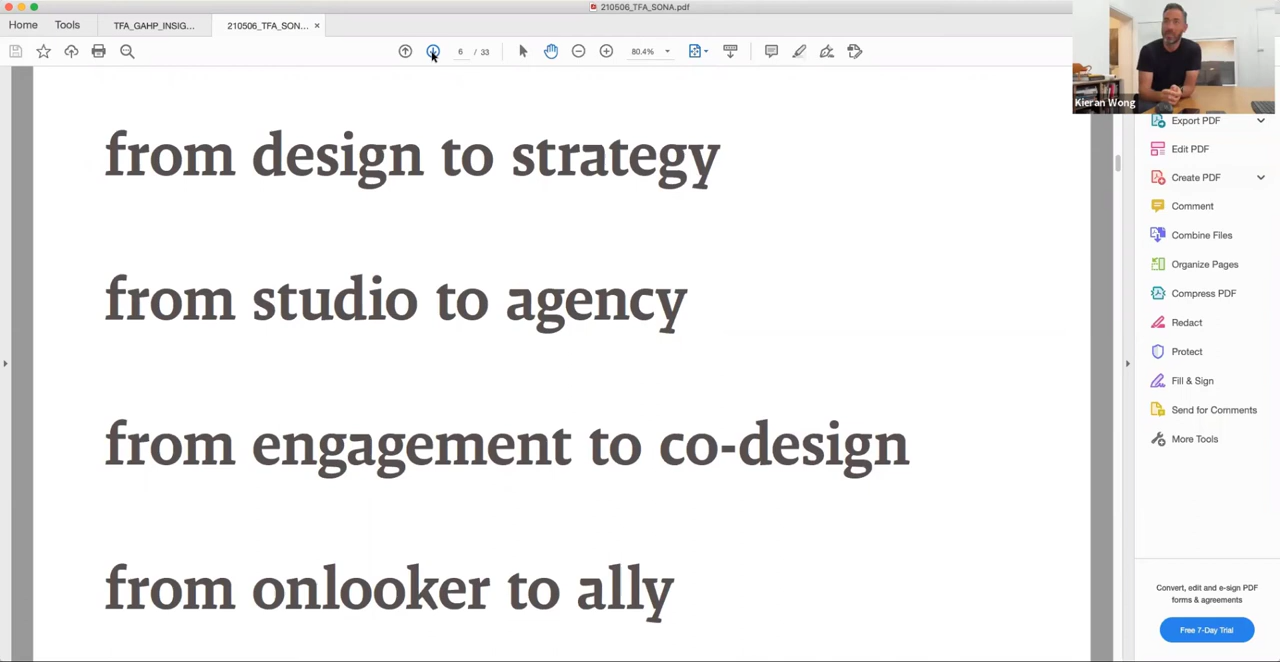 210506_TFA_SONA.pdf
Home Tools TFA_GAHP_INSIG... 210506_TFA_SON... ×
6 / 33 80.4%
Kieran Wong
from design to strategy
from studio to agency
from engagement to co-design
from onlooker to ally
Export PDF
Edit PDF
Create PDF
Comment
Combine Files
Organize Pages
Compress PDF
Redact
Protect
Fill & Sign
Send for Comments
More Tools
Convert, edit and e-sign PDF
forms & agreements
Free 7-Day Trial